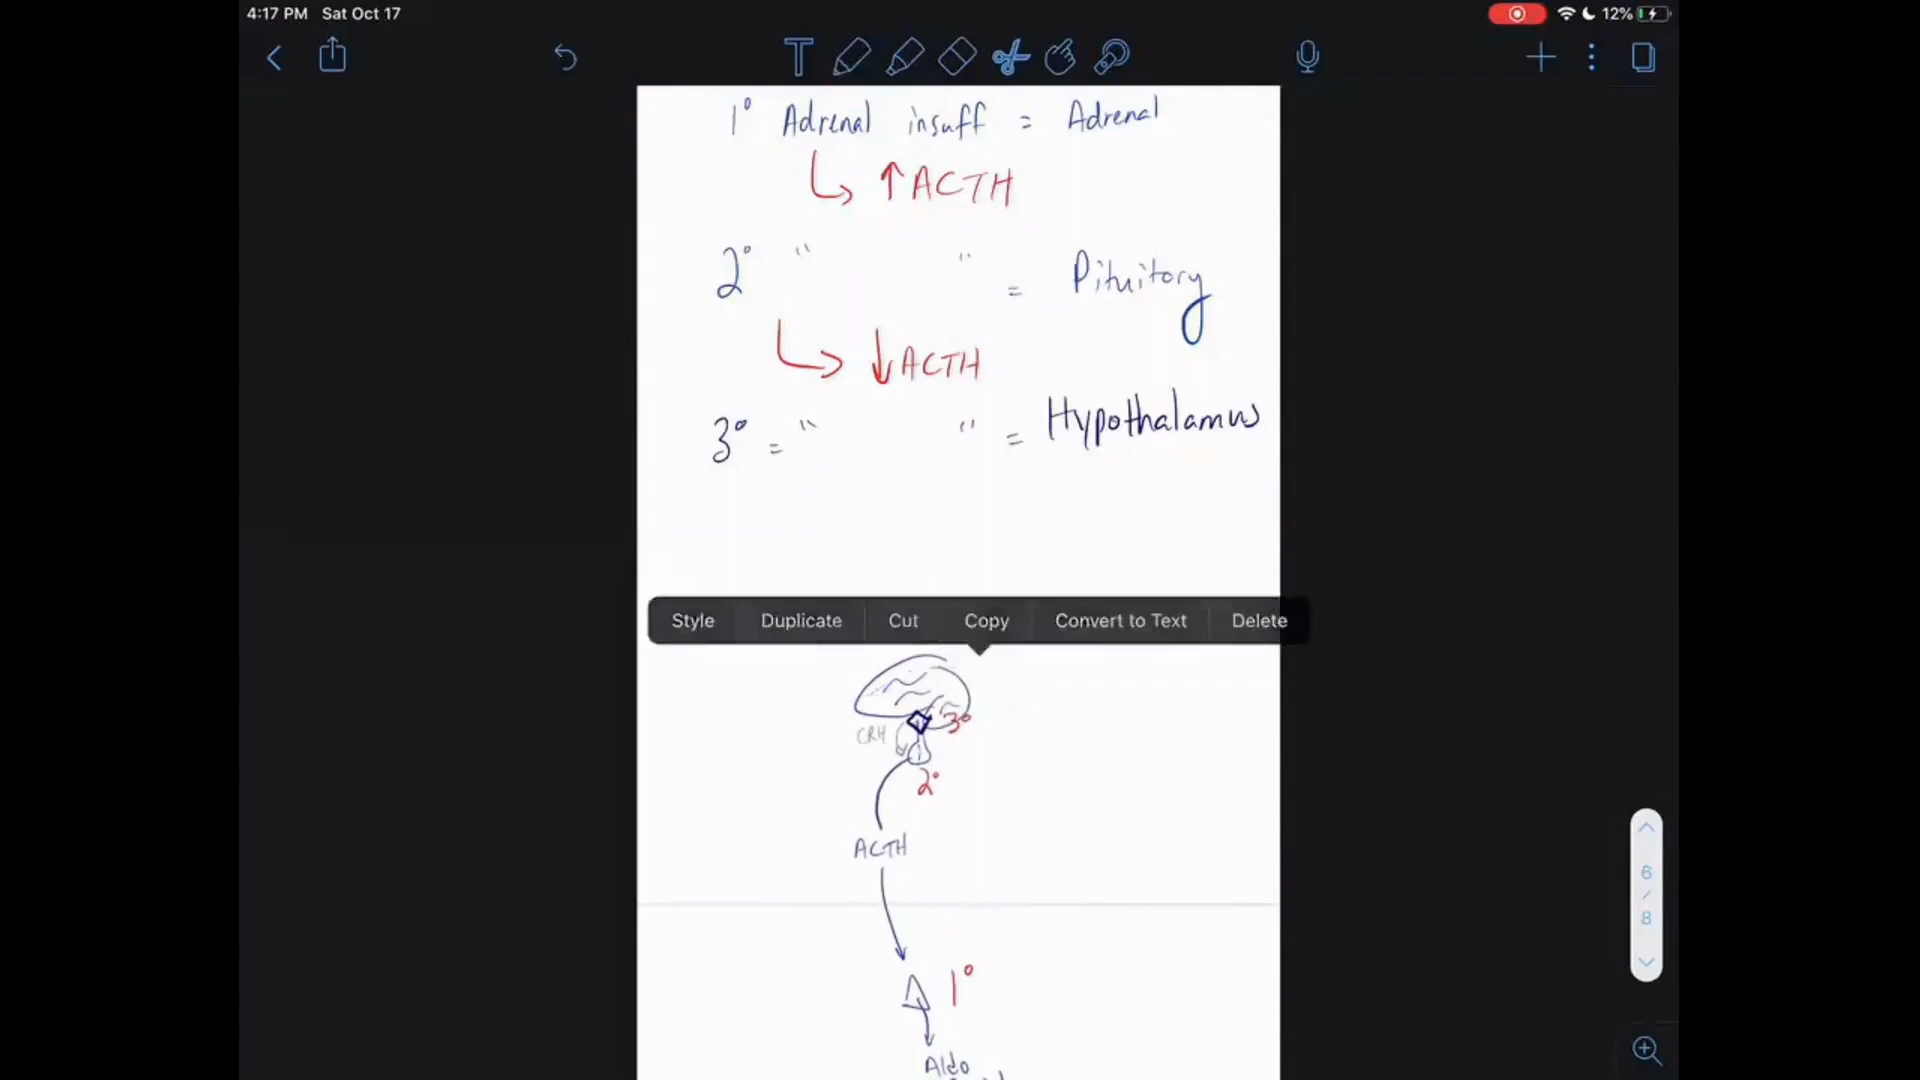 4:17 PM Sat Oct 17 12%
T
1° Adrenal insuff = Adrenal
↑ACTH
2° " " = Pituitory
↓ACTH
3° = " " = Hypothalamus
Style Duplicate Cut Copy Convert to Text Delete
3°
CRH
2°
ACTH
6
/
8
1°
Aldo